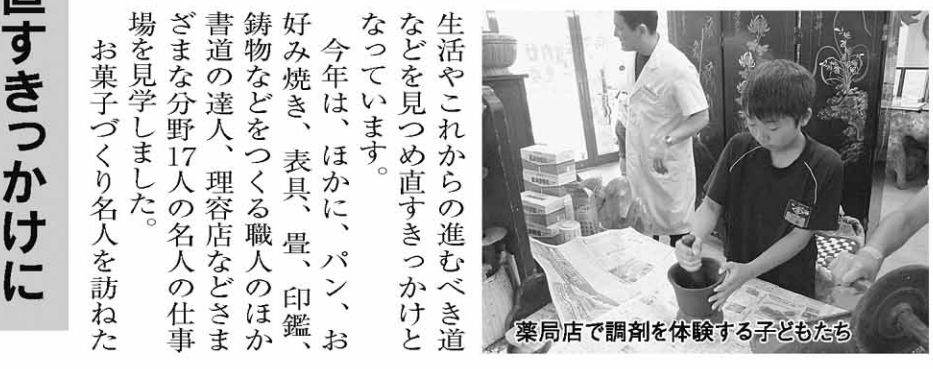 直すきっかけに
生活やこれからの進むべき道
などを見つめ直すきっかけと
なっています。
今年は、ほかに、パン、お
好み焼き、表具、畳、印鑑、
鋳物などをつくる職人のほか
書道の達人、理容店などさま
ざまな分野17人の名人の仕事
場を見学しました。
お菓子づくり名人を訪ねた
薬局店で調剤を体験する子どもたち